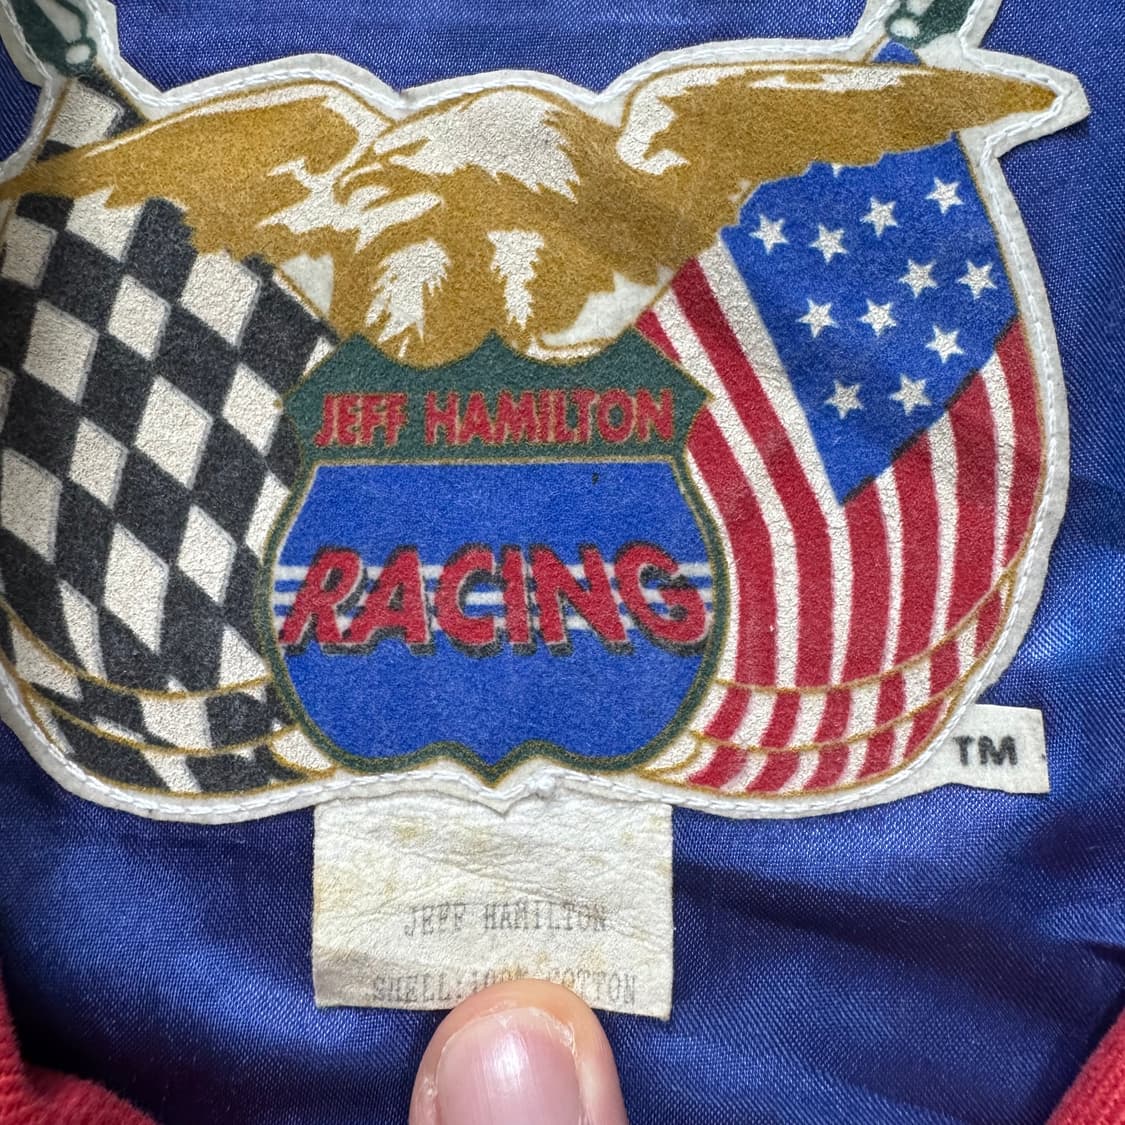 JEFF HAMILTON
RACING
TM
JEFF HAMILTON
SHELL:100% COTTON